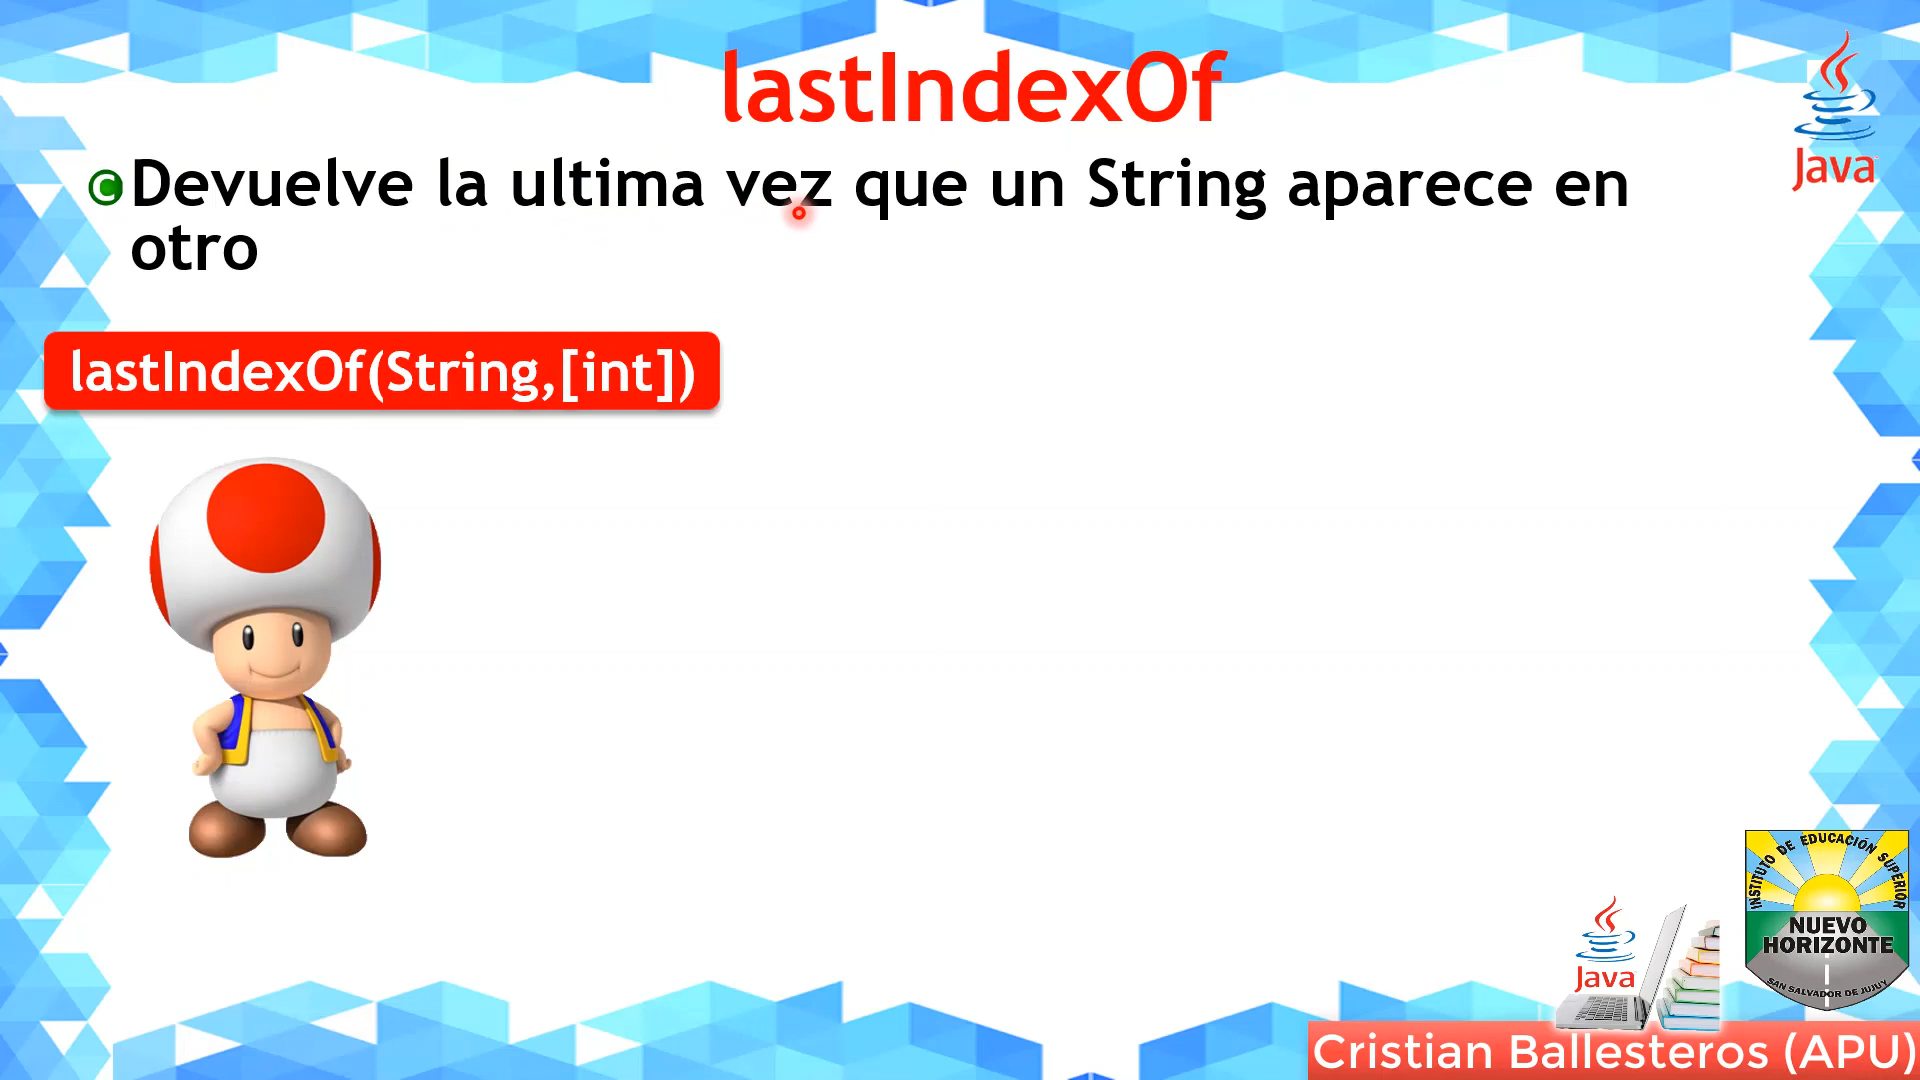 lastIndexOf
Devuelve la ultima vez que un String aparece en
otro
lastIndexOf(String,[int])
Java
INSTITUTO DE EDUCACIÓN SUPERIOR
NUEVO
HORIZONTE
SAN SALVADOR DE JUJUY
Java
Cristian Ballesteros (APU)